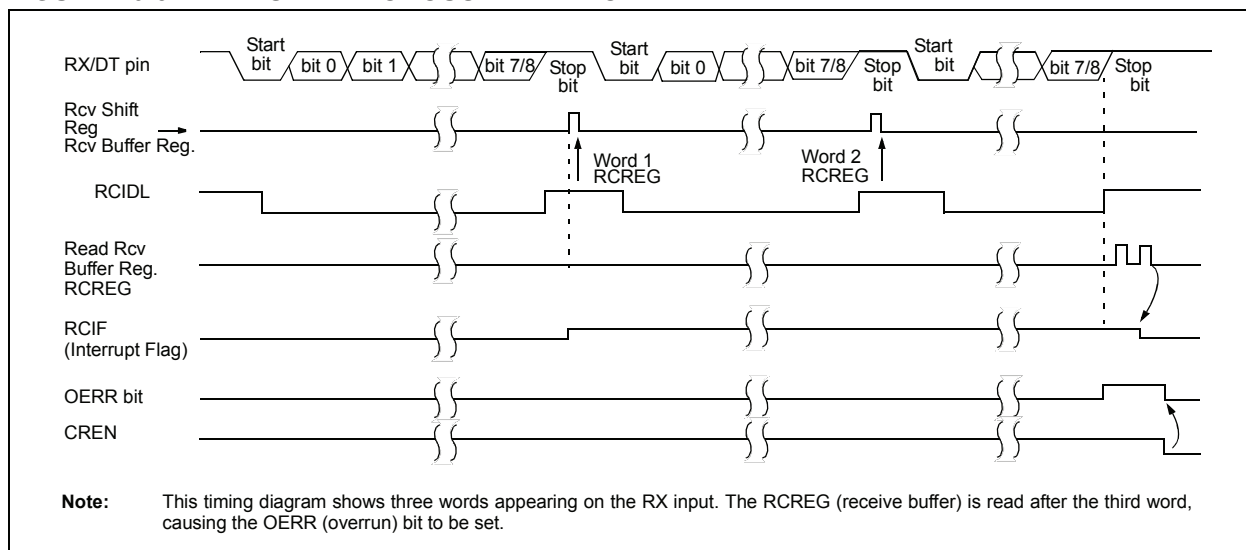 Start bit
bit 0
bit 1
bit 7/8
Stop bit
Start bit
bit 0
bit 7/8
Stop bit
Start bit
bit 7/8
Stop bit
RX/DT pin
Rcv Shift
Reg
Rcv Buffer Reg.
Word 1
RCREG
Word 2
RCREG
RCIDL
Read Rcv
Buffer Reg.
RCREG
RCIF
(Interrupt Flag)
OERR bit
CREN
Note: This timing diagram shows three words appearing on the RX input. The RCREG (receive buffer) is read after the third word,
causing the OERR (overrun) bit to be set.